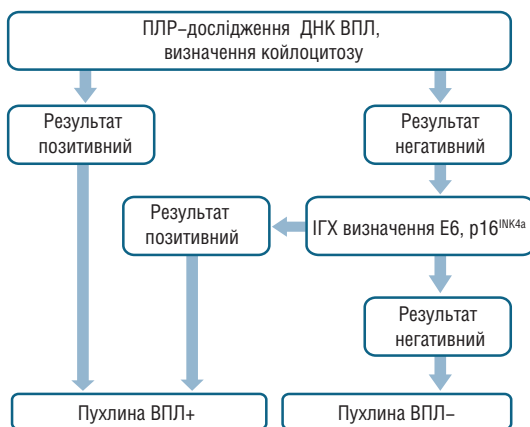 ПЛР–дослідження ДНК ВПЛ,
визначення койлоцитозу
Результат
позитивний
Результат
негативний
Результат
позитивний
ІГХ визначення E6, p16INK4a
Результат
негативний
Пухлина ВПЛ+
Пухлина ВПЛ–